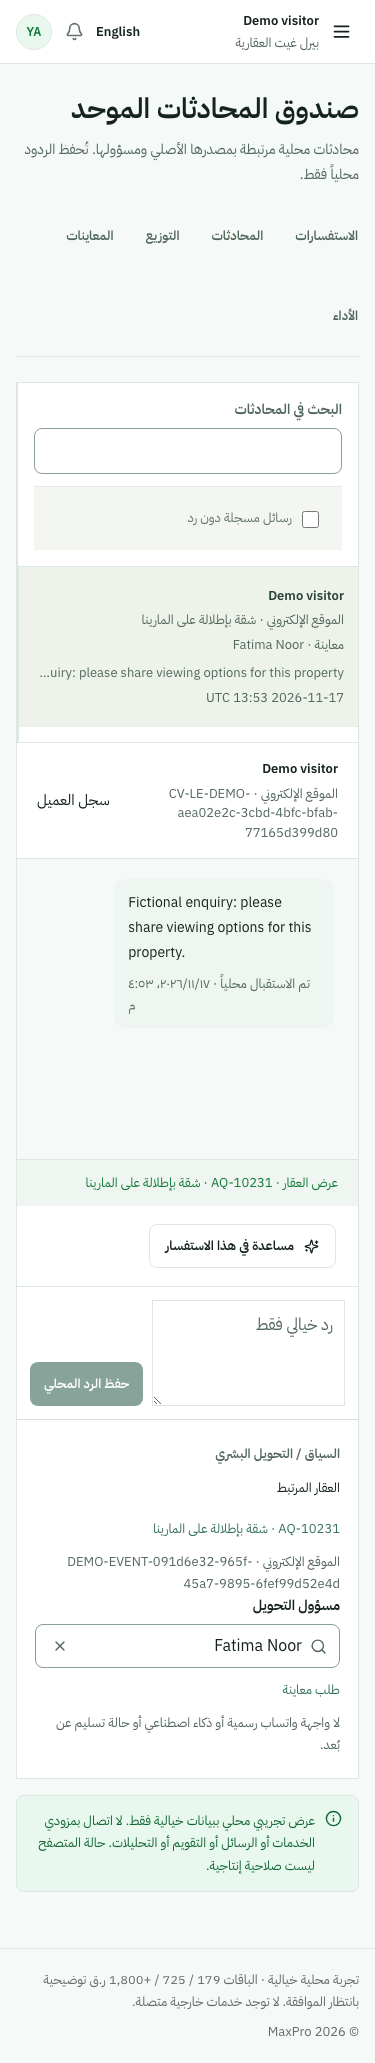 Demo visitor
بيرل غيت العقارية
English
YA
صندوق المحادثات الموحد
محادثات محلية مرتبطة بمصدرها الأصلي ومسؤولها. تُحفظ الردود
محلياً فقط.
الاستفسارات
المحادثات
التوزيع
المعاينات
الأداء
البحث في المحادثات
رسائل مسجلة دون رد
Demo visitor
الموقع الإلكتروني · شقة بإطلالة على المارينا
معاينة · Fatima Noor
...uiry: please share viewing options for this property
UTC 13:53 2026-11-17
Demo visitor
الموقع الإلكتروني · CV-LE-DEMO-
aea02e2c-3cbd-4bfc-bfab-
77165d399d80
سجل العميل
Fictional enquiry: please
share viewing options for this
property.
تم الاستقبال محلياً · ٢٠٢٦/١١/١٧، ٤:٥٣
م
عرض العقار · AQ-10231 · شقة بإطلالة على المارينا
مساعدة في هذا الاستفسار
رد خيالي فقط
حفظ الرد المحلي
السياق / التحويل البشري
العقار المرتبط
AQ-10231 · شقة بإطلالة على المارينا
الموقع الإلكتروني · DEMO-EVENT-091d6e32-965f-
45a7-9895-6fef99d52e4d
مسؤول التحويل
Fatima Noor
طلب معاينة
لا واجهة واتساب رسمية أو ذكاء اصطناعي أو حالة تسليم عن
بُعد.
عرض تجريبي محلي ببيانات خيالية فقط. لا اتصال بمزودي
الخدمات أو الرسائل أو التقويم أو التحليلات. حالة المتصفح
ليست صلاحية إنتاجية.
تجربة محلية خيالية · الباقات 179 / 725 / +1,800 ر.ق توضيحية
بانتظار الموافقة. لا توجد خدمات خارجية متصلة.
© 2026 MaxPro